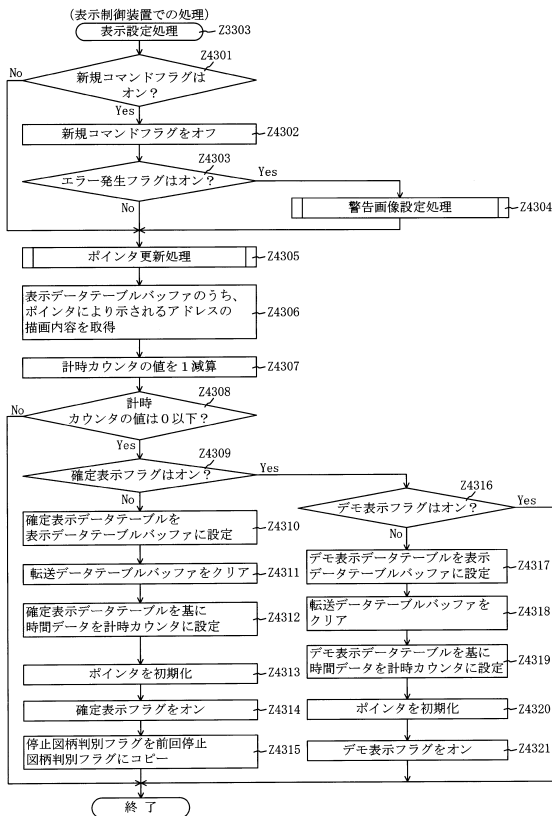 (表示制御装置での処理)
表示設定処理
Z3303
Z4301
No
新規コマンドフラグは
オン?
Yes
新規コマンドフラグをオフ
Z4302
Z4303
エラー発生フラグはオン?
Yes
No
警告画像設定処理
Z4304
ポインタ更新処理
Z4305
表示データテーブルバッファのうち、
ポインタにより示されるアドレスの
描画内容を取得
Z4306
計時カウンタの値を1減算
Z4307
Z4308
No
計時
カウンタの値は0以下?
Yes
Z4309
確定表示フラグはオン?
Yes
No
Z4316
デモ表示フラグはオン?
Yes
No
確定表示データテーブルを
表示データテーブルバッファに設定
Z4310
転送データテーブルバッファをクリア
Z4311
確定表示データテーブルを基に
時間データを計時カウンタに設定
Z4312
ポインタを初期化
Z4313
確定表示フラグをオン
Z4314
停止図柄判別フラグを前回停止
図柄判別フラグにコピー
Z4315
デモ表示データテーブルを表示
データテーブルバッファに設定
Z4317
転送データテーブルバッファを
クリア
Z4318
デモ表示データテーブルを基に
時間データを計時カウンタに設定
Z4319
ポインタを初期化
Z4320
デモ表示フラグをオン
Z4321
終了